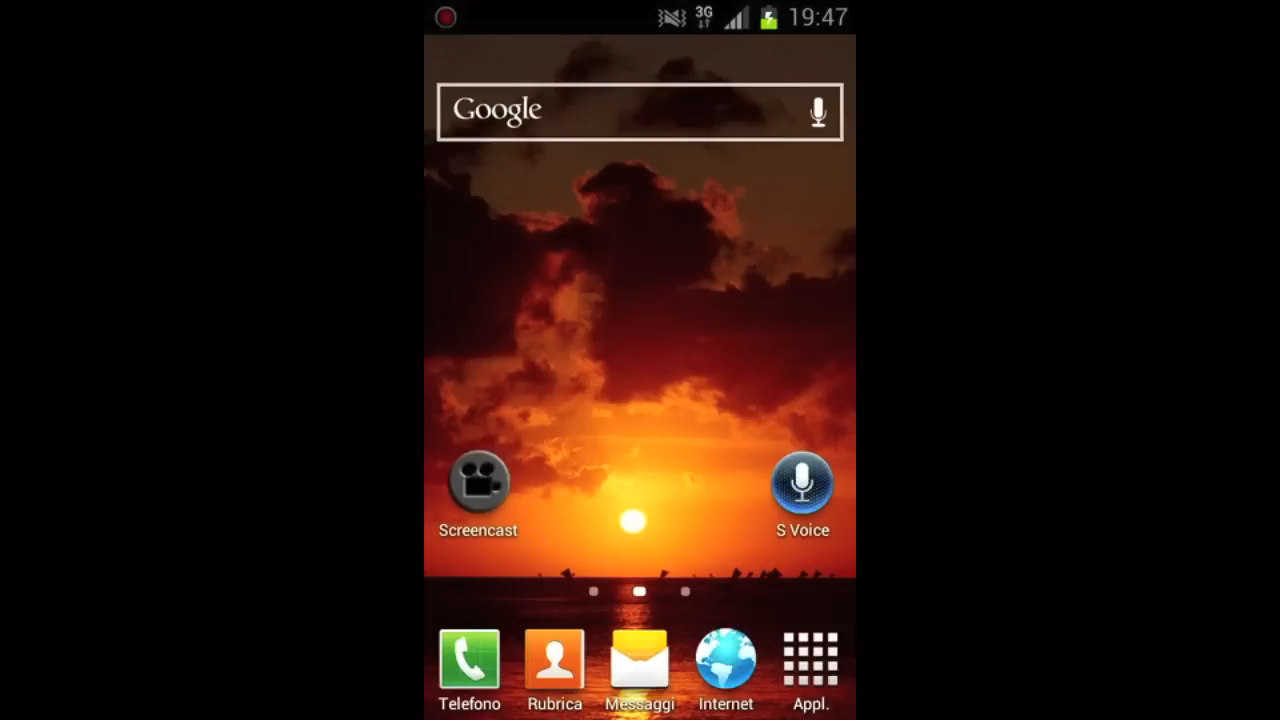 3G 19:47
Google
Screencast S Voice
Telefono Rubrica Messaggi Internet Appl.